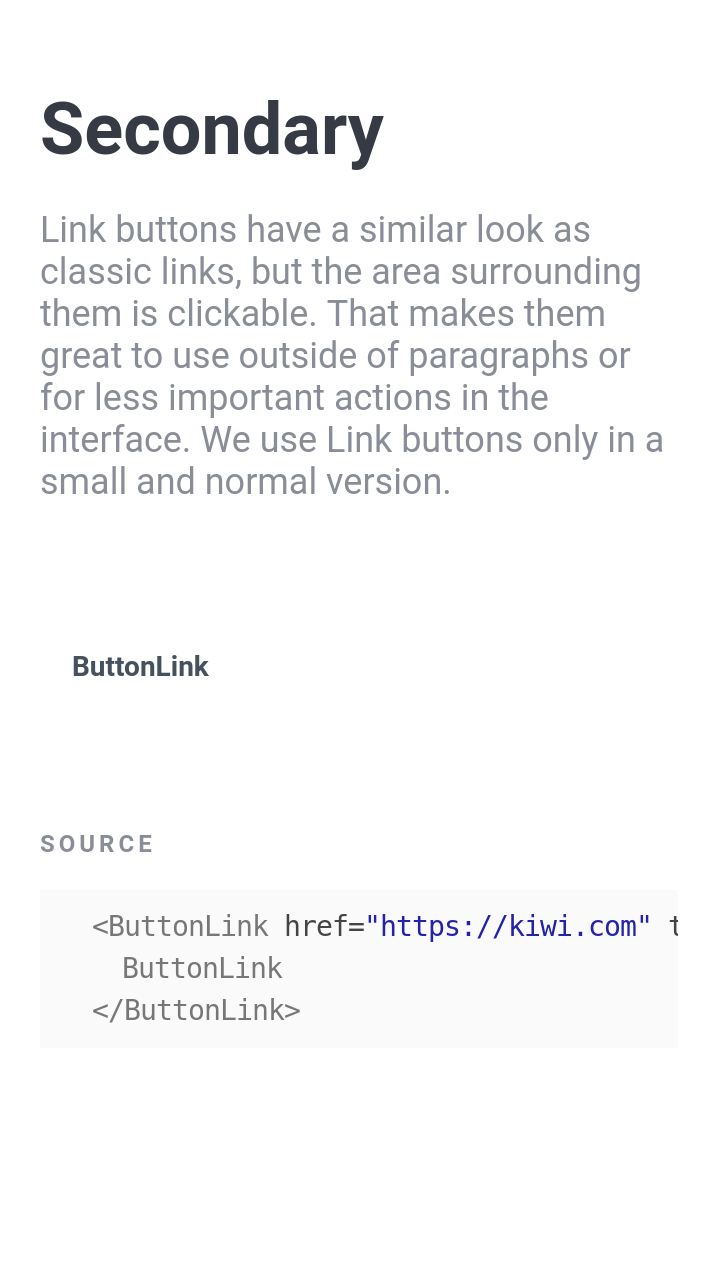 Secondary
Link buttons have a similar look as
classic links, but the area surrounding
them is clickable. That makes them
great to use outside of paragraphs or
for less important actions in the
interface. We use Link buttons only in a
small and normal version.
ButtonLink
SOURCE
<ButtonLink href="https://kiwi.com" t
ButtonLink
</ButtonLink>